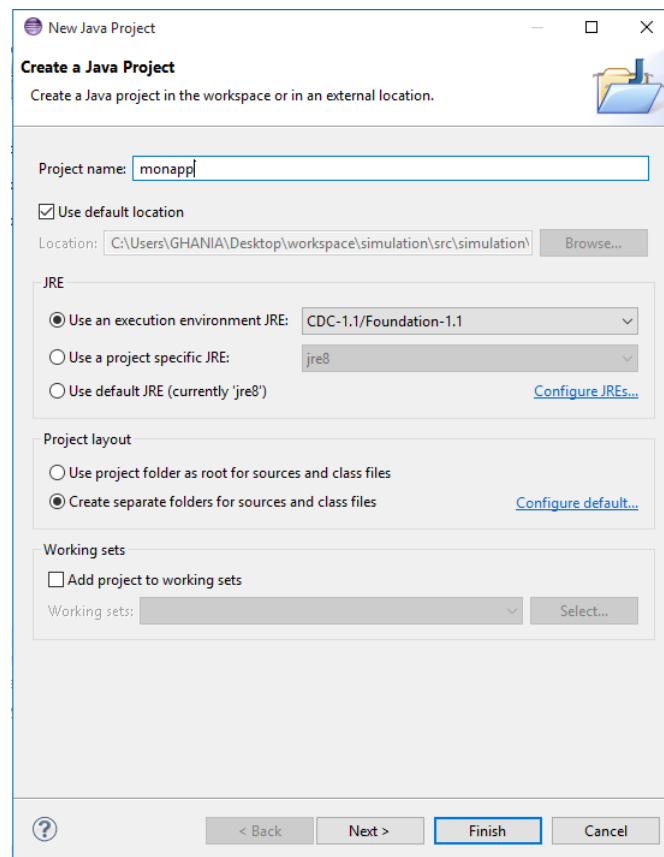 New Java Project
Create a Java Project
Create a Java project in the workspace or in an external location.
Project name: monapp
Use default location
Location: C:\Users\GHANIA\Desktop\workspace\simulation\src\simulation\ Browse...
JRE
Use an execution environment JRE: CDC-1.1/Foundation-1.1
Use a project specific JRE: jre8
Use default JRE (currently 'jre8') Configure JREs...
Project layout
Use project folder as root for sources and class files
Create separate folders for sources and class files Configure default...
Working sets
Add project to working sets
Working sets: Select...
? < Back Next > Finish Cancel